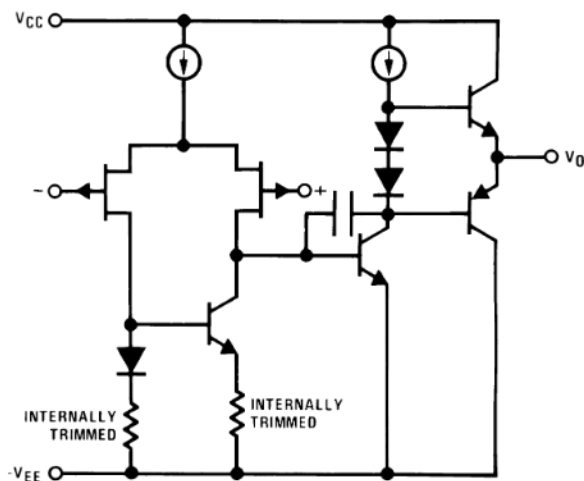 VCC
VO
−
+
INTERNALLY
TRIMMED
INTERNALLY
TRIMMED
-VEE